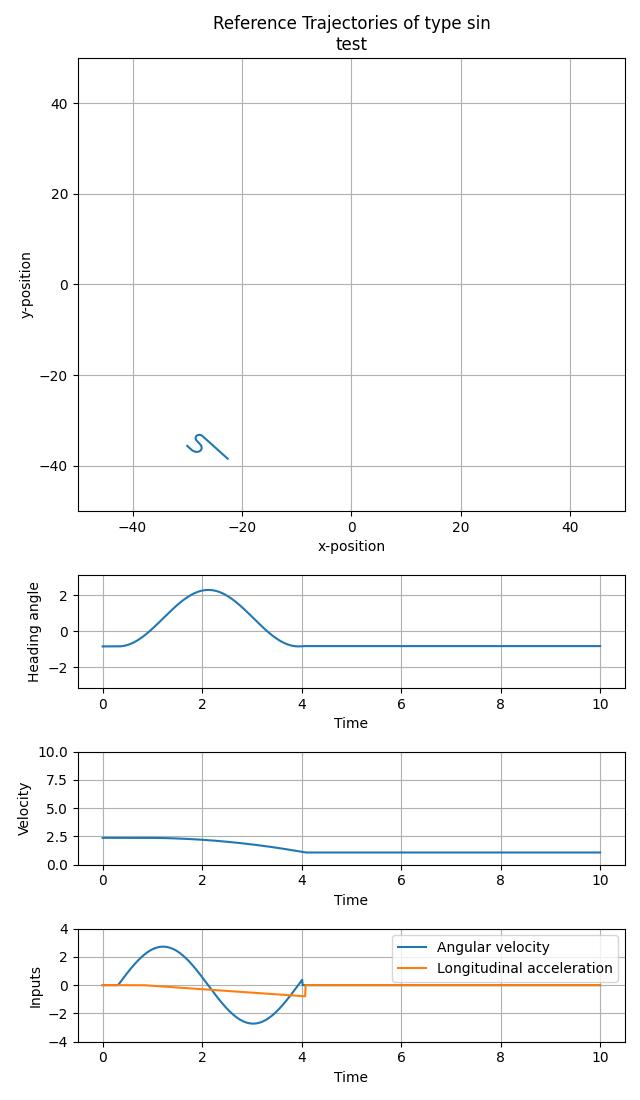 Reference Trajectories of type sin
test
40
20
0
−20
−40
y-position
−40 −20 0 20 40
x-position
2
0
−2
Heading angle
0 2 4 6 8 10
Time
10.0
7.5
5.0
2.5
0.0
Velocity
0 2 4 6 8 10
Time
4
2
0
−2
−4
Inputs
Angular velocity
Longitudinal acceleration
0 2 4 6 8 10
Time